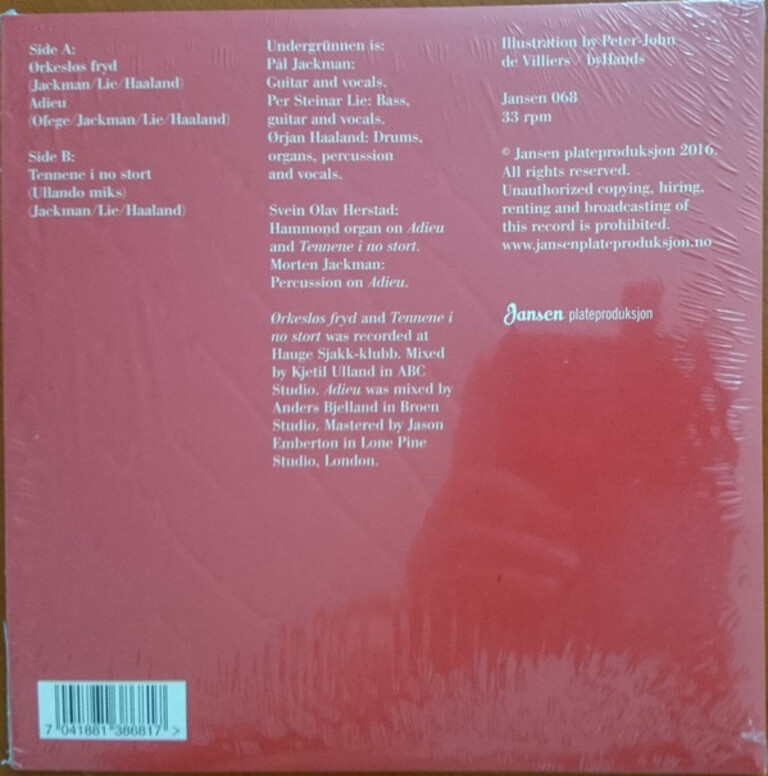 Side A:
Ørkesløs fryd
(Jackman/Lie/Haaland)
Adieu
(Ofege/Jackman/Lie/Haaland)
Side B:
Tennene i no stort
(Ullando miks)
(Jackman/Lie/Haaland)
Undergrünnen is:
Pål Jackman:
Guitar and vocals.
Per Steinar Lie: Bass,
guitar and vocals.
Ørjan Haaland: Drums,
organs, percussion
and vocals.
Svein Olav Herstad:
Hammond organ on Adieu
and Tennene i no stort.
Morten Jackman:
Percussion on Adieu.
Ørkesløs fryd and Tennene i
no stort was recorded at
Hauge Sjakk-klubb. Mixed
by Kjetil Ulland in ABC
Studio. Adieu was mixed by
Anders Bjelland in Broen
Studio. Mastered by Jason
Emberton in Lone Pine
Studio, London.
Illustration by Peter-John
de Villiers / byHands
Jansen 068
33 rpm
© Jansen plateproduksjon 2016.
All rights reserved.
Unauthorized copying, hiring,
renting and broadcasting of
this record is prohibited.
www.jansenplateproduksjon.no
Jansen plateproduksjon
7 041881 386817 >